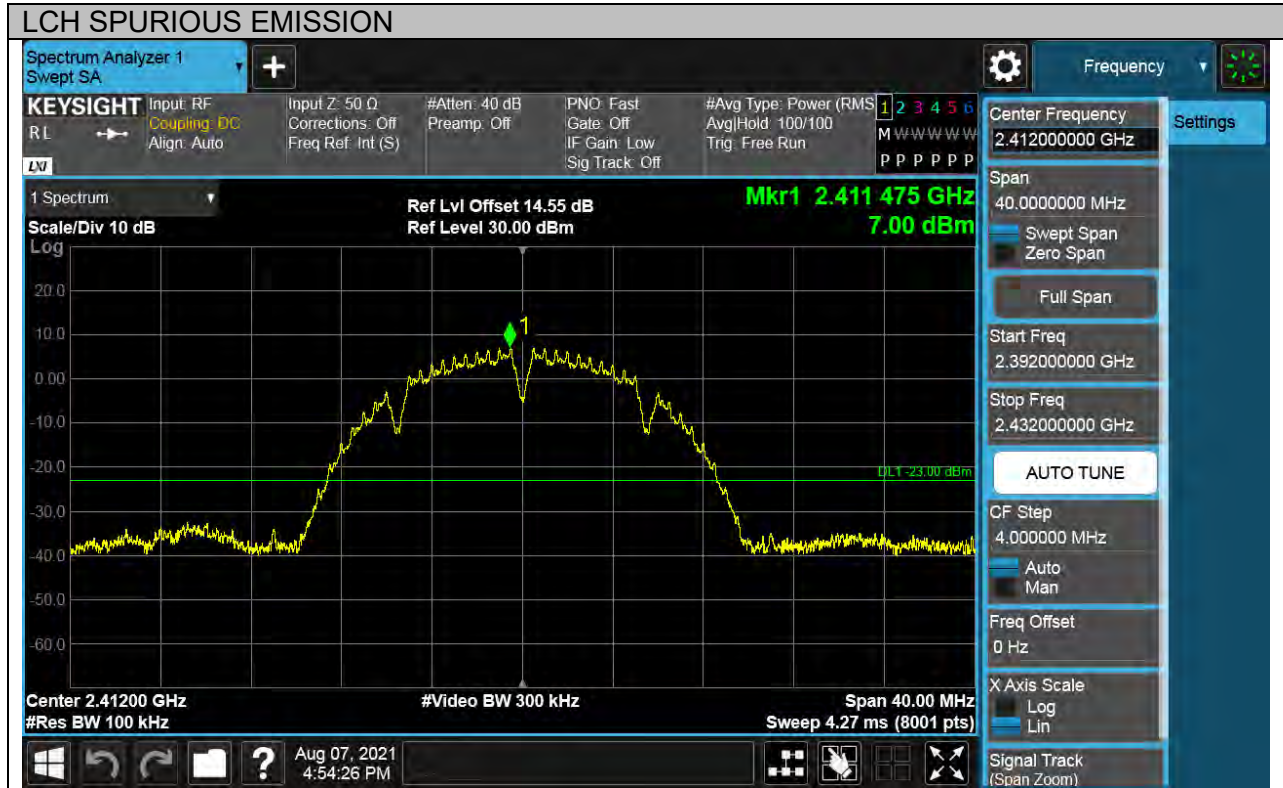 LCH SPURIOUS EMISSION
Spectrum Analyzer 1
Swept SA
+
Frequency
KEYSIGHT
RL
LXI
Input: RF
Coupling: DC
Align: Auto
Input Z: 50 Ω
Corrections: Off
Freq Ref: Int (S)
#Atten: 40 dB
Preamp: Off
PNO: Fast
Gate: Off
IF Gain: Low
Sig Track: Off
#Avg Type: Power (RMS
Avg|Hold: 100/100
Trig: Free Run
1 2 3 4 5 6
M W W W W W
P P P P P P
1 Spectrum
Scale/Div 10 dB
Ref Lvl Offset 14.55 dB
Ref Level 30.00 dBm
Mkr1 2.411 475 GHz
7.00 dBm
Log
20.0
10.0
0.00
-10.0
-20.0
-30.0
-40.0
-50.0
-60.0
1
DL1 -23.00 dBm
Center 2.41200 GHz
#Res BW 100 kHz
#Video BW 300 kHz
Span 40.00 MHz
Sweep 4.27 ms (8001 pts)
?
Aug 07, 2021
4:54:26 PM
Center Frequency
2.412000000 GHz
Settings
Span
40.0000000 MHz
Swept Span
Zero Span
Full Span
Start Freq
2.392000000 GHz
Stop Freq
2.432000000 GHz
AUTO TUNE
CF Step
4.000000 MHz
Auto
Man
Freq Offset
0 Hz
X Axis Scale
Log
Lin
Signal Track
(Span Zoom)